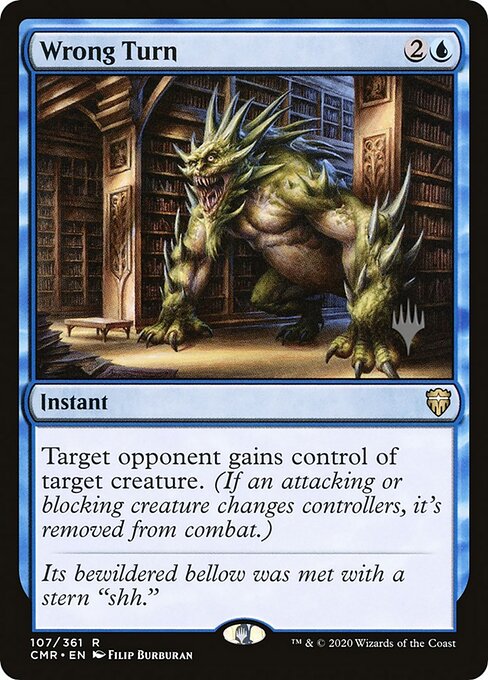 Wrong Turn 2
Instant
Target opponent gains control of
target creature. (If an attacking or
blocking creature changes controllers, it's
removed from combat.)
Its bewildered bellow was met with a
stern “shh.”
107/361 R
CMR • EN Filip Burburan
™ & © 2020 Wizards of the Coast